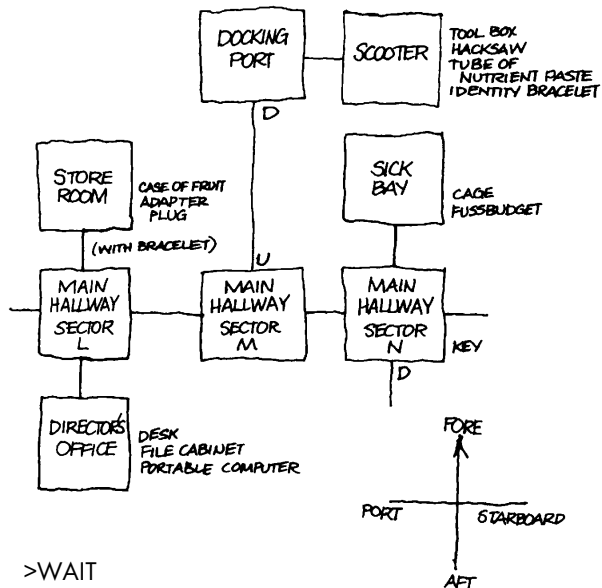 DOCKING
PORT
SCOOTER
TOOL BOX
HACKSAW
TUBE OF
NUTRIENT PASTE
IDENTITY BRACELET
D
STORE
ROOM
CASE OF FRUIT
ADAPTER
PLUG
(WITH BRACELET)
SICK
BAY
CAGE
FUSSBUDGET
U
MAIN
HALLWAY
SECTOR
L
MAIN
HALLWAY
SECTOR
M
MAIN
HALLWAY
SECTOR
N
KEY
D
DIRECTOR'S
OFFICE
DESK
FILE CABINET
PORTABLE COMPUTER
FORE
PORT
STARBOARD
AFT
>WAIT